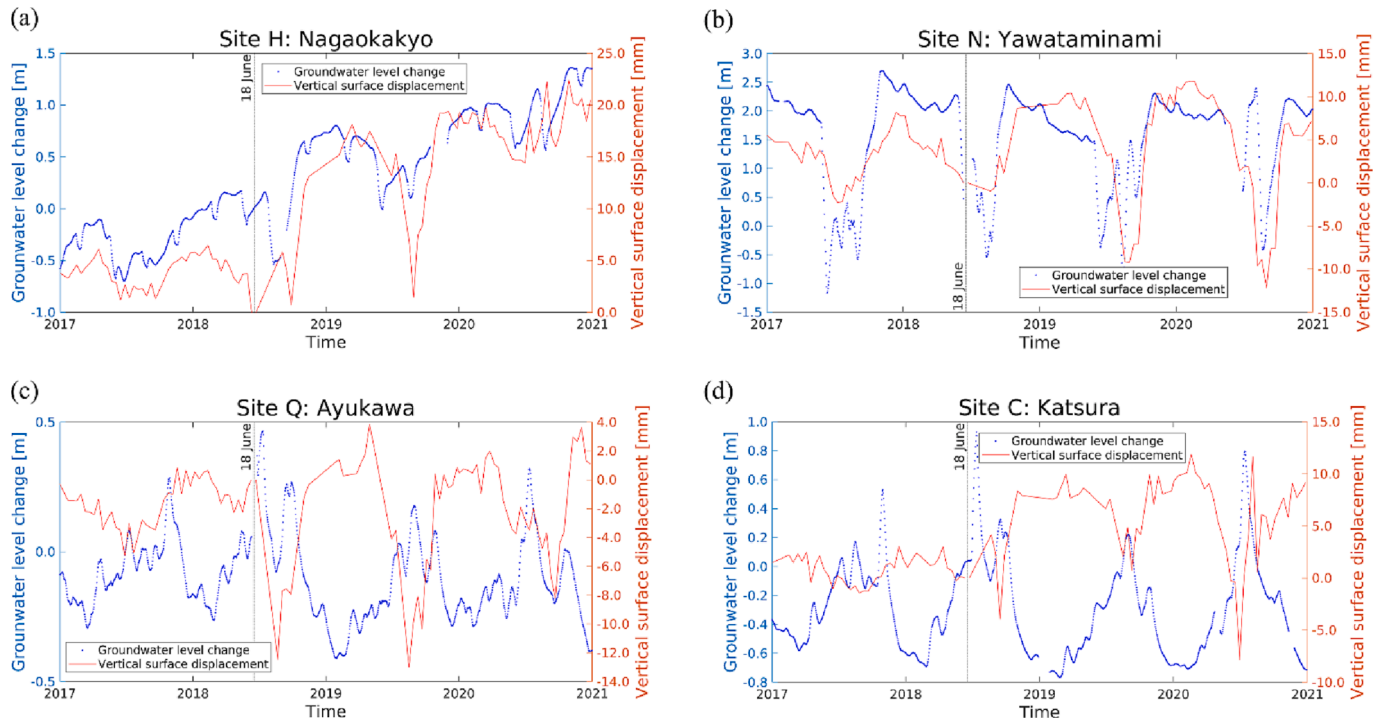 (a)
Site H: Nagaokakyo
Grounwater level change [m]
1.5
1.0
0.5
0.0
-0.5
-1.0
18 June
Groundwater level change
Vertical surface displacement
25.0
20.0
15.0
10.0
5.0
0.0
Vertical surface displacement [mm]
2017 2018 2019 2020 2021
Time
(b)
Site N: Yawataminami
Grounwater level change [m]
3.0
2.5
2.0
1.5
1.0
0.5
0.0
-0.5
-1.0
-1.5
18 June
Groundwater level change
Vertical surface displacement
15.0
10.0
5.0
0.0
-5.0
-10.0
-15.0
Vertical surface displacement [mm]
2017 2018 2019 2020 2021
Time
(c)
Site Q: Ayukawa
Grounwater level change [m]
0.5
0.0
-0.5
18 June
Groundwater level change
Vertical surface displacement
4.0
2.0
0.0
-2.0
-4.0
-6.0
-8.0
-10.0
-12.0
-14.0
Vertical surface displacement [mm]
2017 2018 2019 2020 2021
Time
(d)
Site C: Katsura
Grounwater level change [m]
1.0
0.8
0.6
0.4
0.2
0.0
-0.2
-0.4
-0.6
-0.8
18 June
Groundwater level change
Vertical surface displacement
15.0
10.0
5.0
0.0
-5.0
-10.0
Vertical surface displacement [mm]
2017 2018 2019 2020 2021
Time